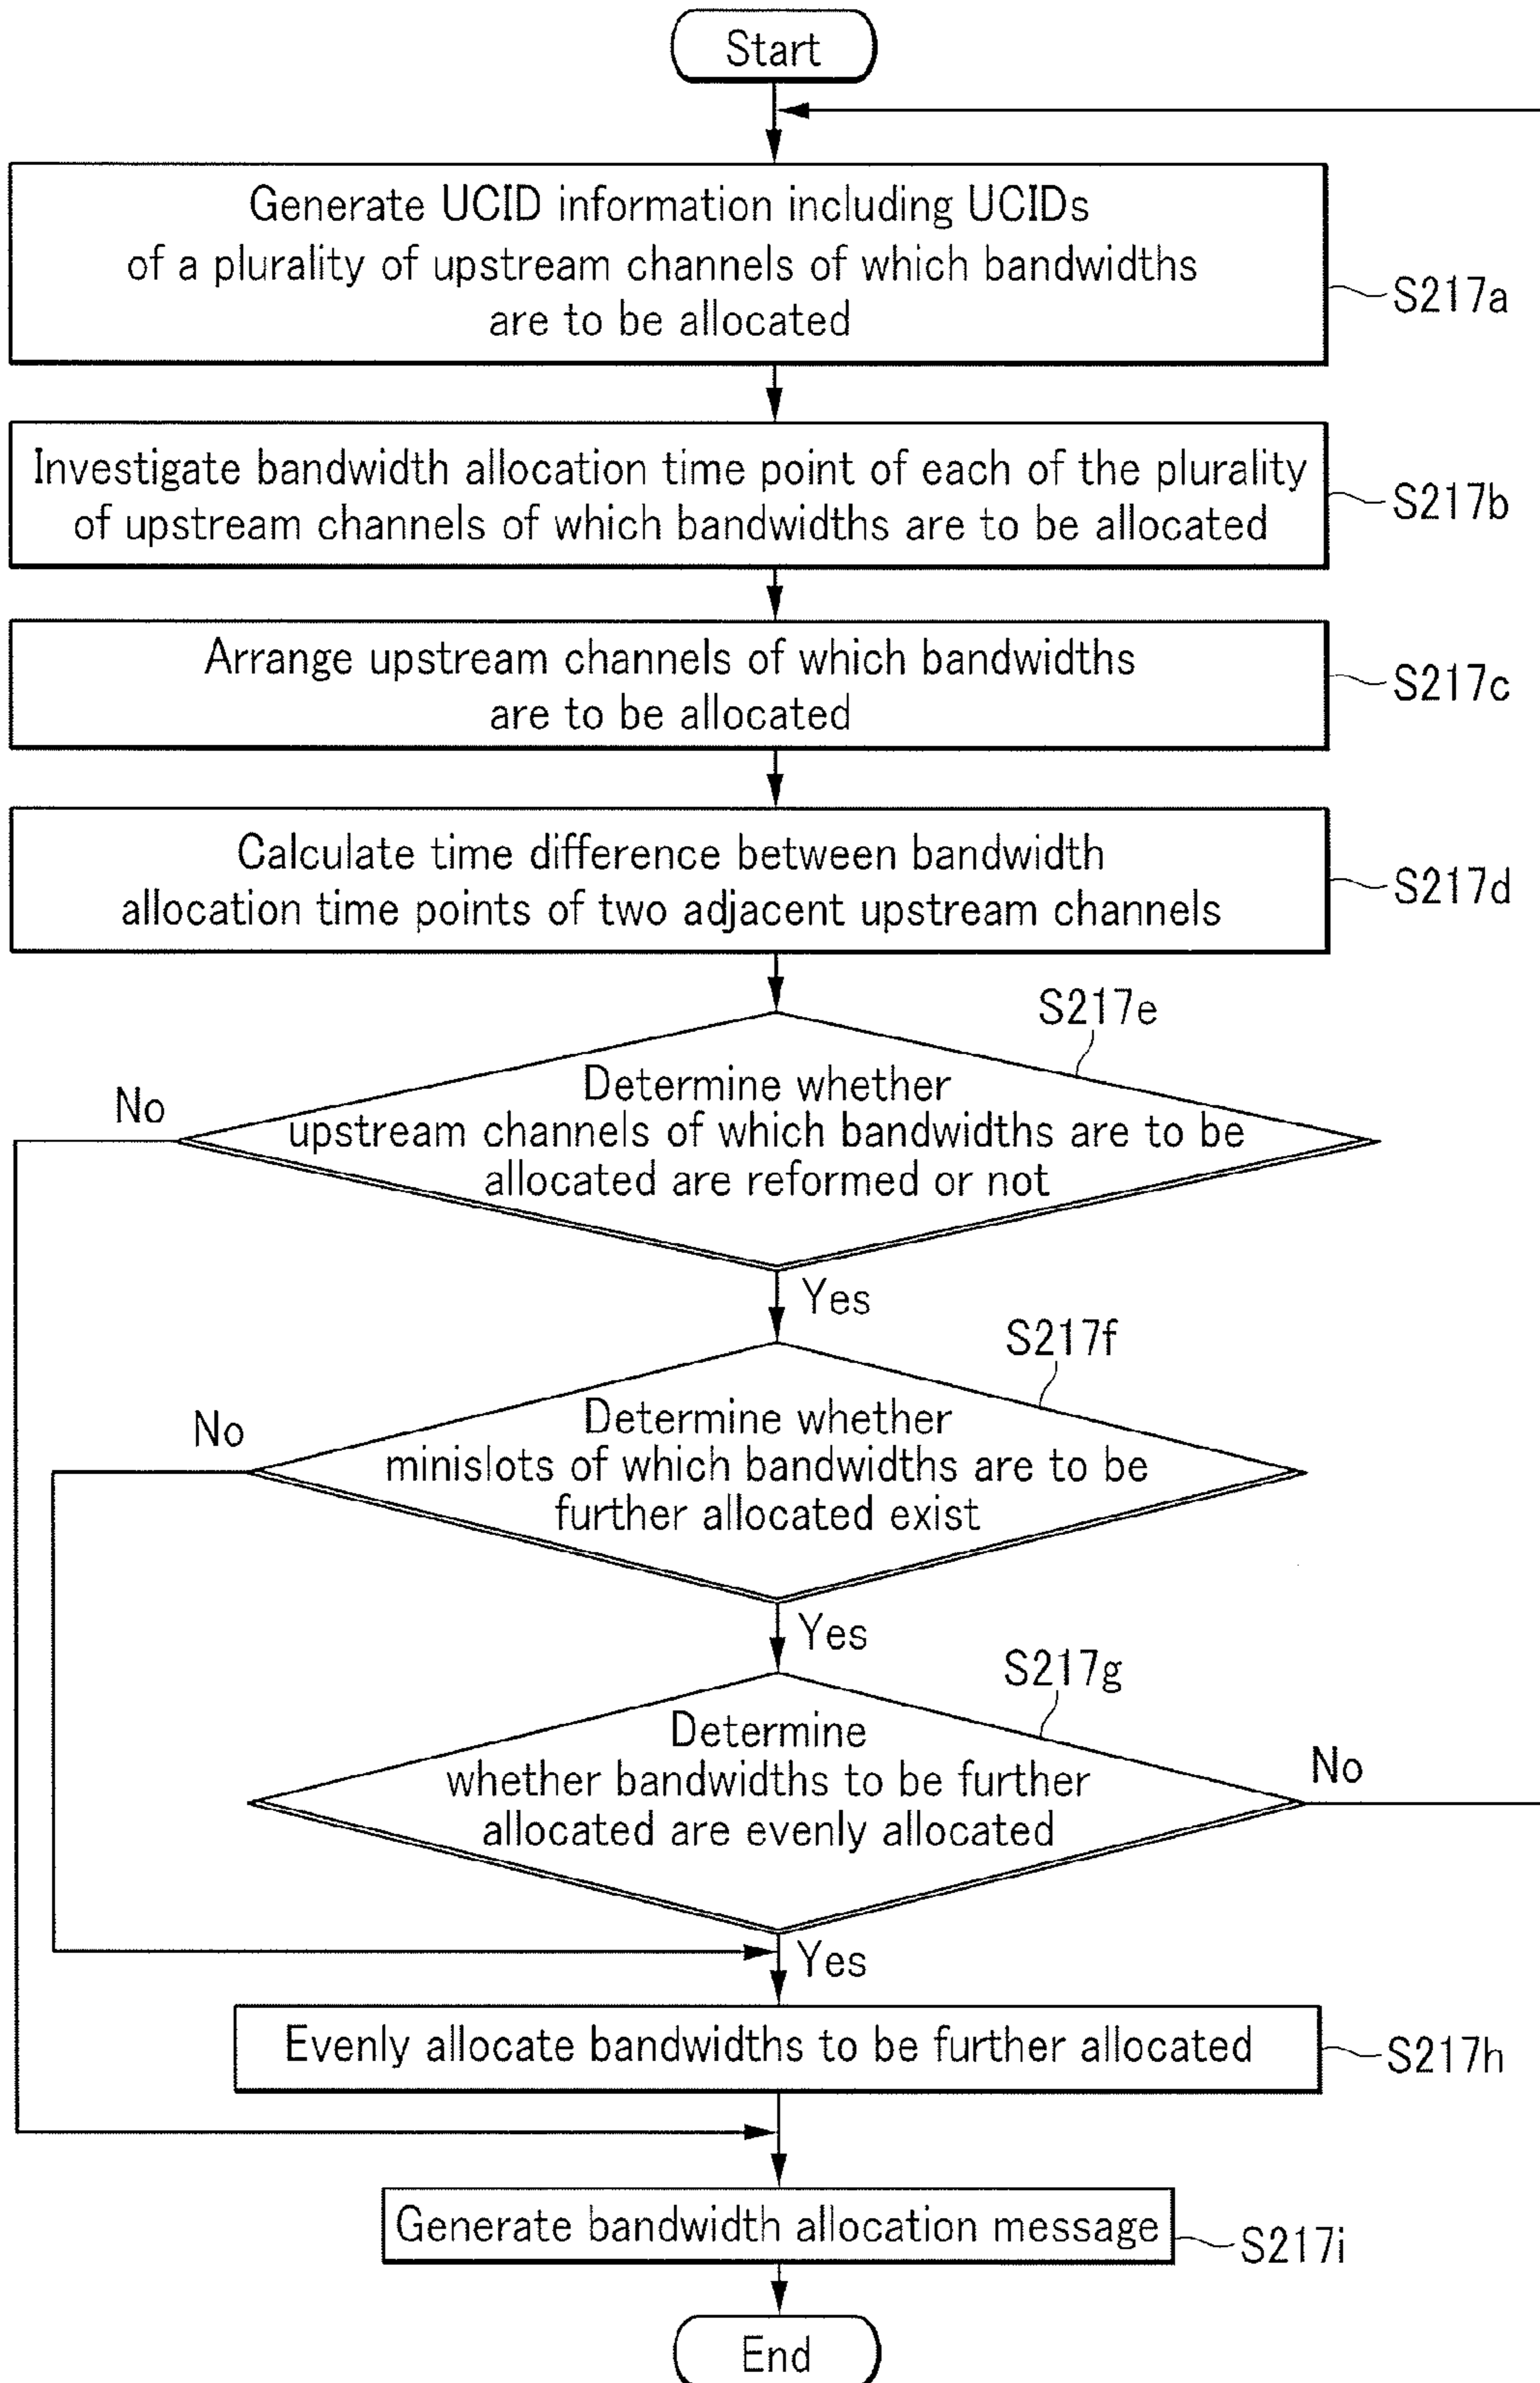 Start
Generate UCID information including UCIDs
of a plurality of upstream channels of which bandwidths
are to be allocated
S217a
Investigate bandwidth allocation time point of each of the plurality
of upstream channels of which bandwidths are to be allocated
S217b
Arrange upstream channels of which bandwidths
are to be allocated
S217c
Calculate time difference between bandwidth
allocation time points of two adjacent upstream channels
S217d
S217e
No
Determine whether
upstream channels of which bandwidths are to be
allocated are reformed or not
Yes
S217f
No
Determine whether
minislots of which bandwidths are to be
further allocated exist
Yes
S217g
Determine
whether bandwidths to be further
allocated are evenly allocated
No
Yes
Evenly allocate bandwidths to be further allocated
S217h
Generate bandwidth allocation message
S217i
End